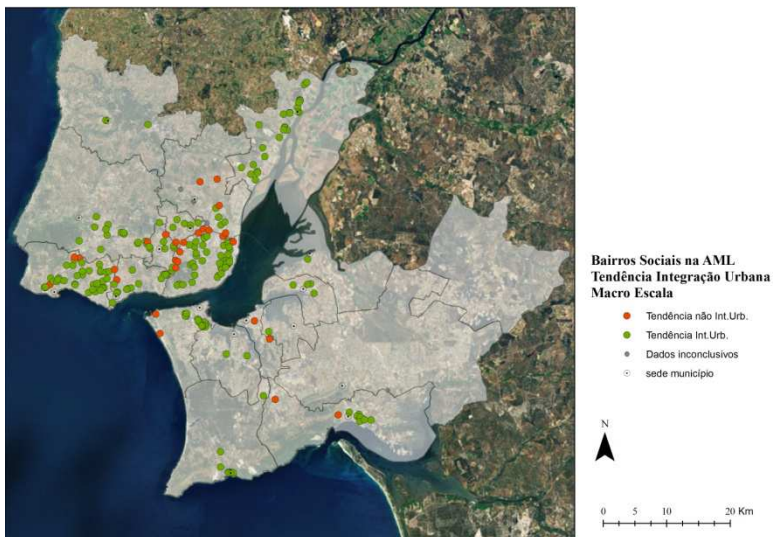 Bairros Sociais na AML
Tendência Integração Urbana
Macro Escala
Tendência não Int.Urb.
Tendência Int.Urb.
Dados inconclusivos
sede município
N
0 5 10 20 Km